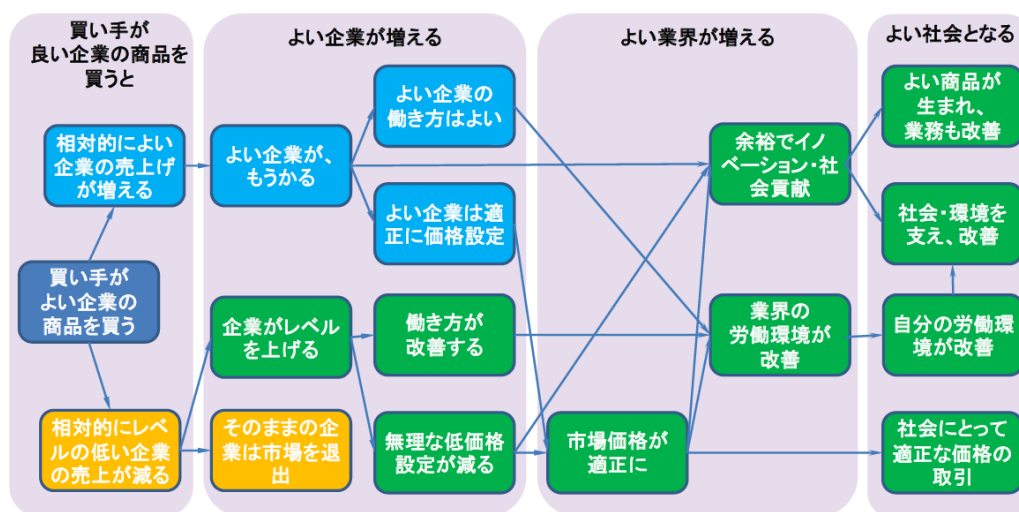 買い手が
良い企業の商品を
買うと
相対的によい
企業の売上げ
が増える
買い手が
よい企業の
商品を買う
相対的にレベ
ルの低い企業
の売上が減る
よい企業が増える
よい企業が、
もうかる
よい企業の
働き方はよい
よい企業は適
正に価格設定
企業がレベル
を上げる
働き方が
改善する
そのままの企
業は市場を退
出
無理な低価格
設定が減る
よい業界が増える
余裕でイノ
ベーション・社
会貢献
業界の
労働環境が
改善
市場価格が
適正に
よい社会となる
よい商品が
生まれ、
業務も改善
社会・環境を
支え、改善
自分の労働環
境が改善
社会にとって
適正な価格の
取引